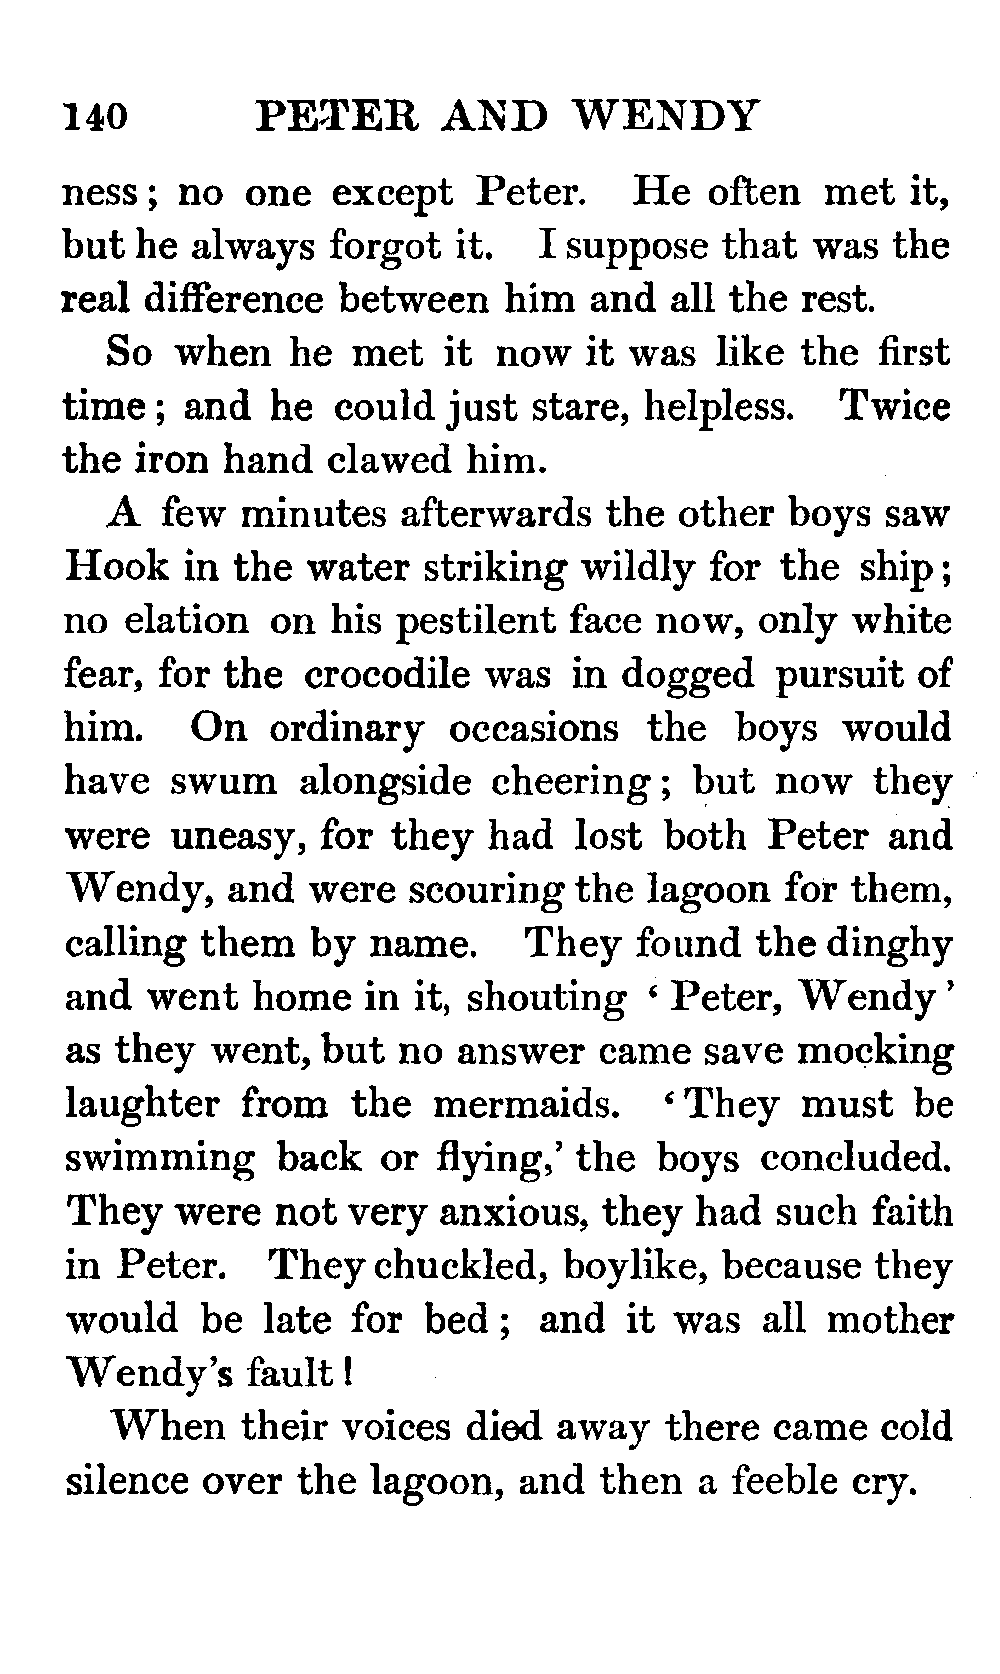 140 PETER AND WENDY
ness; no one except Peter. He often met it,
but he always forgot it. I suppose that was the
real difference between him and all the rest.
So when he met it now it was like the first
time; and he could just stare, helpless. Twice
the iron hand clawed him.
A few minutes afterwards the other boys saw
Hook in the water striking wildly for the ship;
no elation on his pestilent face now, only white
fear, for the crocodile was in dogged pursuit of
him. On ordinary occasions the boys would
have swum alongside cheering; but now they
were uneasy, for they had lost both Peter and
Wendy, and were scouring the lagoon for them,
calling them by name. They found the dinghy
and went home in it, shouting ‘Peter, Wendy’
as they went, but no answer came save mocking
laughter from the mermaids. ‘They must be
swimming back or flying,’ the boys concluded.
They were not very anxious, they had such faith
in Peter. They chuckled, boylike, because they
would be late for bed; and it was all mother
Wendy's fault!
When their voices died away there came cold
silence over the lagoon, and then a feeble cry.